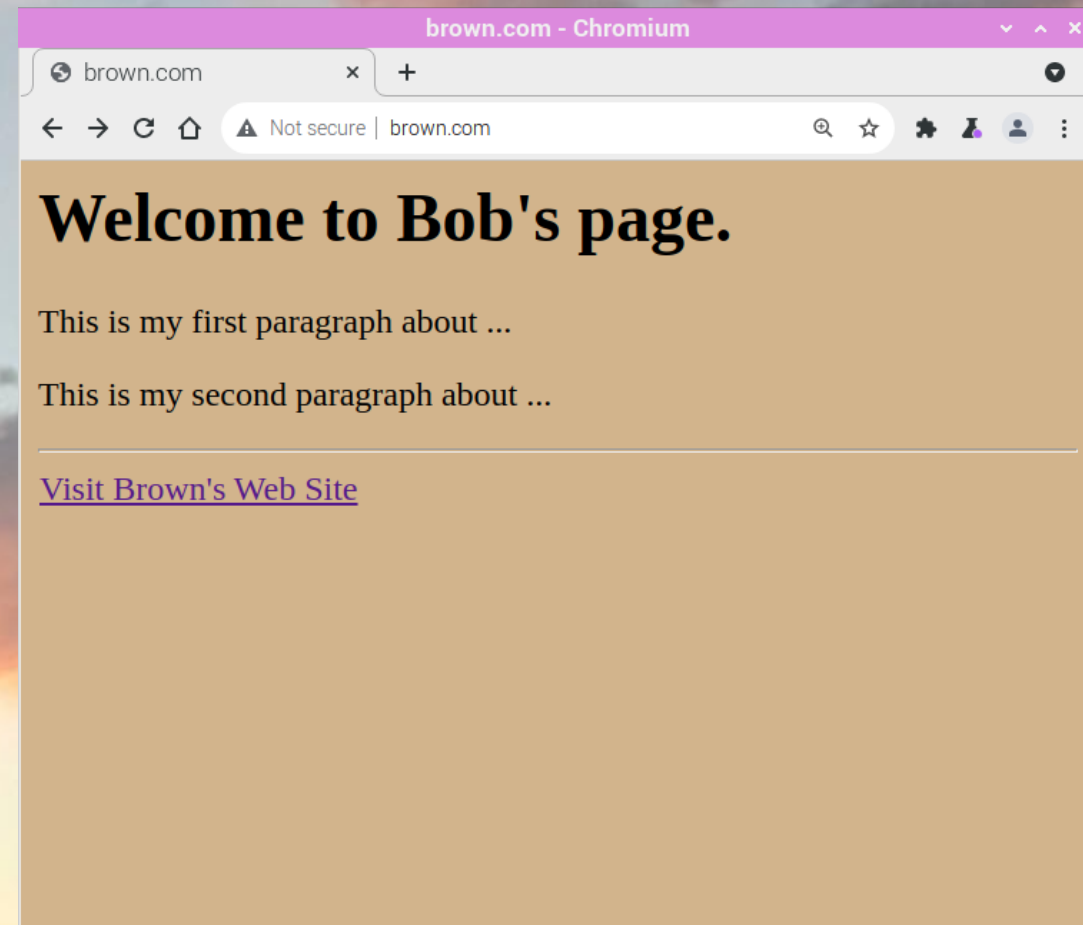 brown.com - Chromium
brown.com
Not secure | brown.com
Welcome to Bob's page.
This is my first paragraph about ...
This is my second paragraph about ...
Visit Brown's Web Site